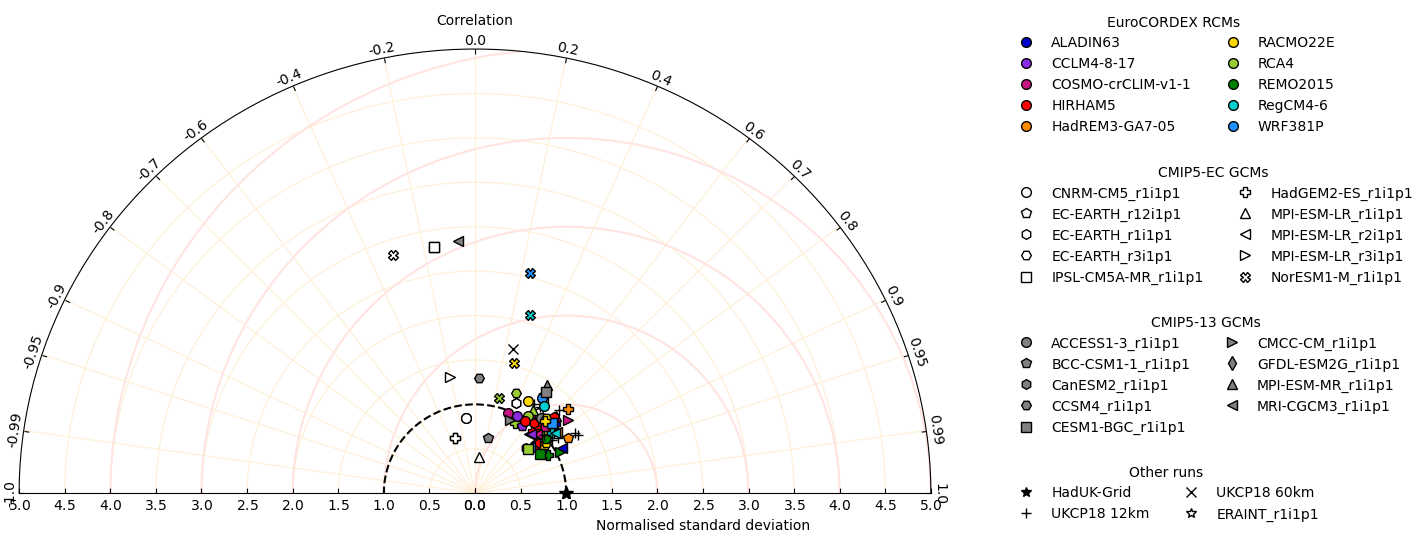 Correlation
0.0
-0.2
0.2
-0.4
0.4
-0.6
0.6
-0.7
0.7
-0.8
0.8
-0.9
0.9
-0.95
0.95
-0.99
0.99
-1.0
1.0
5.0 4.5 4.0 3.5 3.0 2.5 2.0 1.5 1.0 0.5 0.0 0.5 1.0 1.5 2.0 2.5 3.0 3.5 4.0 4.5 5.0
Normalised standard deviation
EuroCORDEX RCMs
ALADIN63 RACMO22E
CCLM4-8-17 RCA4
COSMO-crCLIM-v1-1 REMO2015
HIRHAM5 RegCM4-6
HadREM3-GA7-05 WRF381P
CMIP5-EC GCMs
CNRM-CM5_r1i1p1 HadGEM2-ES_r1i1p1
EC-EARTH_r12i1p1 MPI-ESM-LR_r1i1p1
EC-EARTH_r1i1p1 MPI-ESM-LR_r2i1p1
EC-EARTH_r3i1p1 MPI-ESM-LR_r3i1p1
IPSL-CM5A-MR_r1i1p1 NorESM1-M_r1i1p1
CMIP5-13 GCMs
ACCESS1-3_r1i1p1 CMCC-CM_r1i1p1
BCC-CSM1-1_r1i1p1 GFDL-ESM2G_r1i1p1
CanESM2_r1i1p1 MPI-ESM-MR_r1i1p1
CCSM4_r1i1p1 MRI-CGCM3_r1i1p1
CESM1-BGC_r1i1p1
Other runs
HadUK-Grid UKCP18 60km
UKCP18 12km ERAINT_r1i1p1